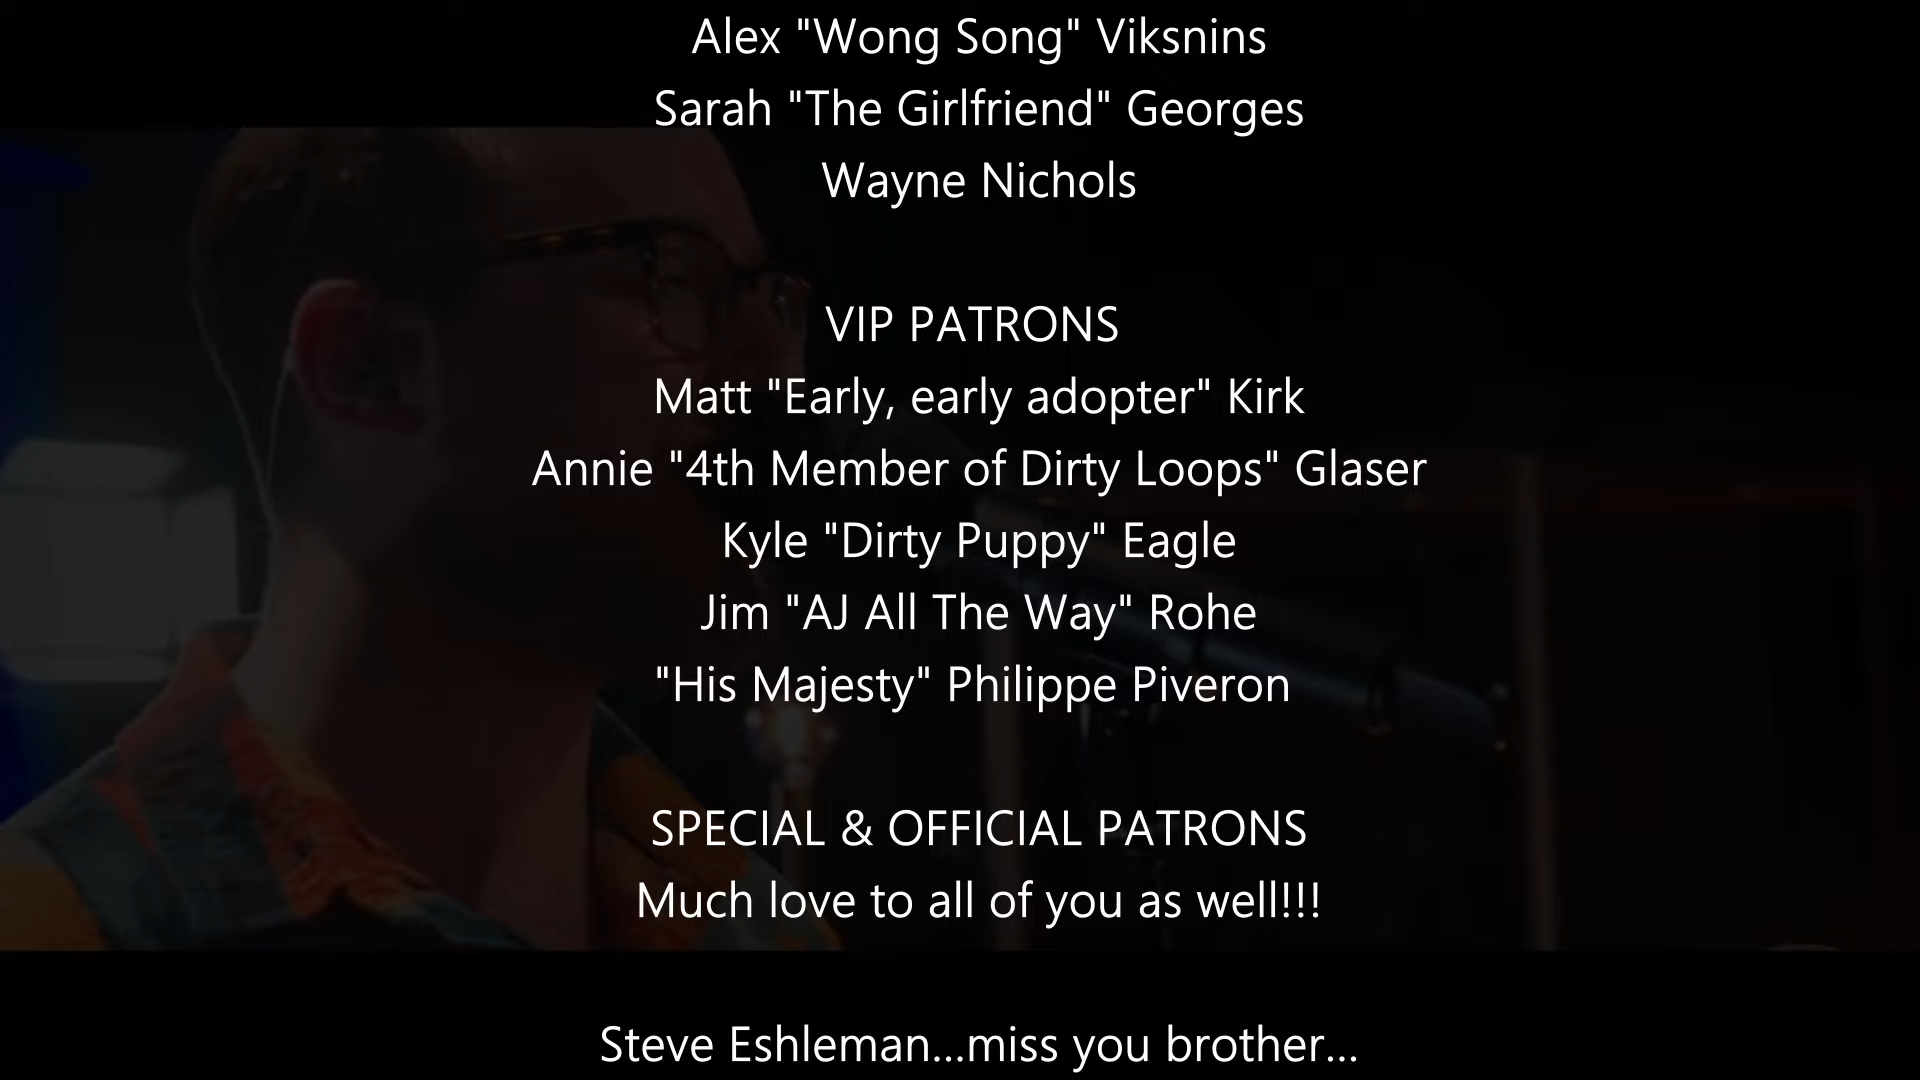 Alex "Wong Song" Viksnins
Sarah "The Girlfriend" Georges
Wayne Nichols
VIP PATRONS
Matt "Early, early adopter" Kirk
Annie "4th Member of Dirty Loops" Glaser
Kyle "Dirty Puppy" Eagle
Jim "AJ All The Way" Rohe
"His Majesty" Philippe Piveron
SPECIAL & OFFICIAL PATRONS
Much love to all of you as well!!!
Steve Eshleman...miss you brother...